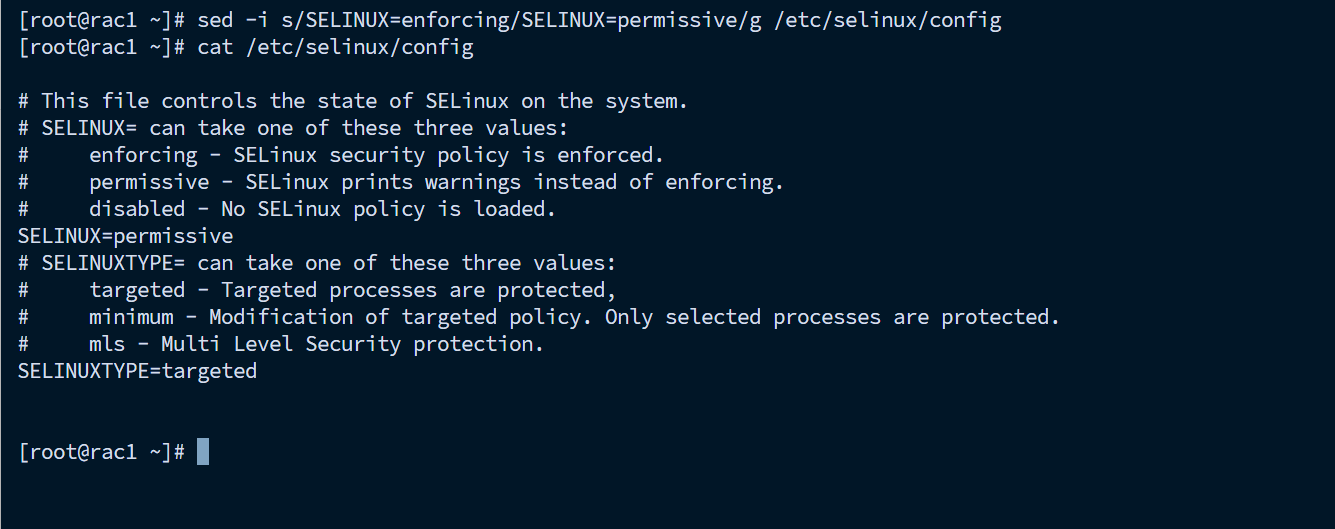 [root@rac1 ~]# sed -i s/SELINUX=enforcing/SELINUX=permissive/g /etc/selinux/config
[root@rac1 ~]# cat /etc/selinux/config
# This file controls the state of SELinux on the system.
# SELINUX= can take one of these three values:
#     enforcing - SELinux security policy is enforced.
#     permissive - SELinux prints warnings instead of enforcing.
#     disabled - No SELinux policy is loaded.
SELINUX=permissive
# SELINUXTYPE= can take one of these three values:
#     targeted - Targeted processes are protected,
#     minimum - Modification of targeted policy. Only selected processes are protected.
#     mls - Multi Level Security protection.
SELINUXTYPE=targeted
[root@rac1 ~]#